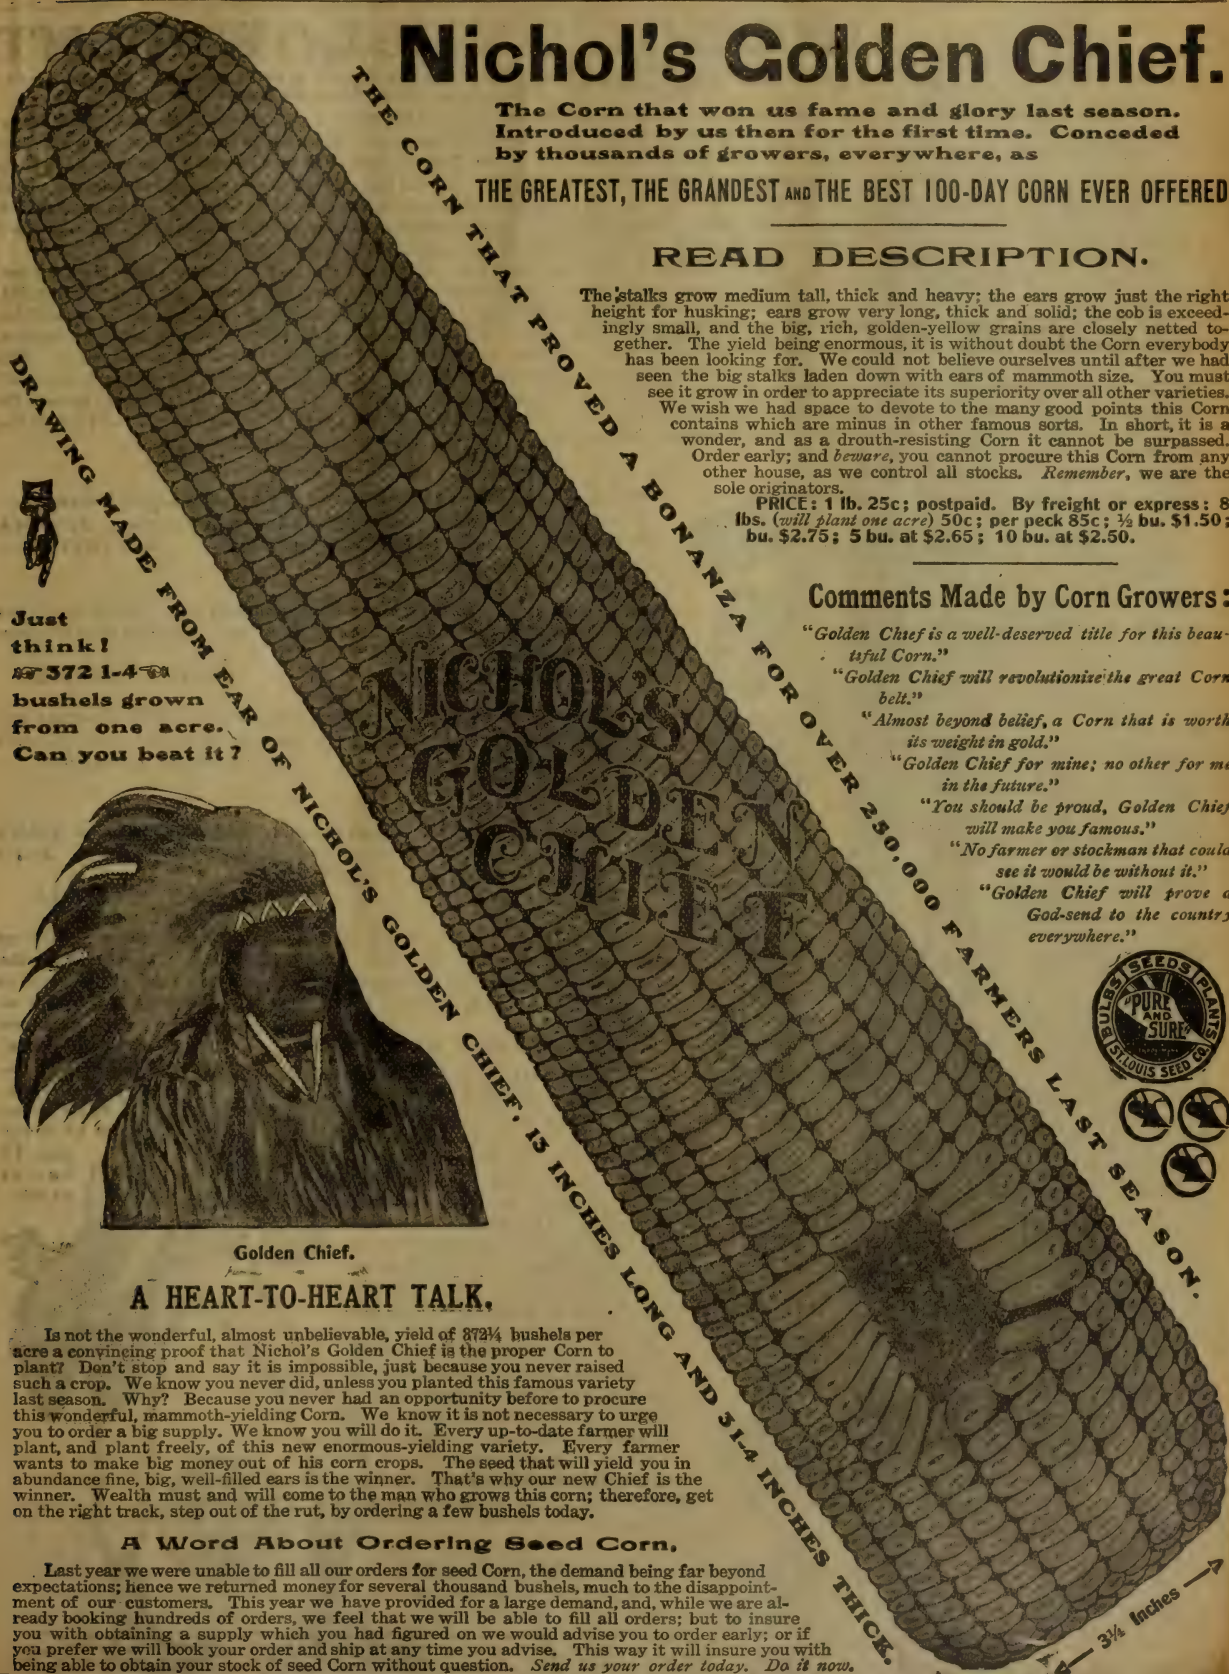 Nichol's Golden Chief.
The Corn that won us fame and glory last season.
Introduced by us then for the first time. Conceded
by thousands of growers, everywhere, as
THE GREATEST, THE GRANDEST AND THE BEST 100-DAY CORN EVER OFFERED
READ DESCRIPTION.
The stalks grow medium tall, thick and heavy; the ears grow just the right
height for husking; ears grow very long, thick and solid; the cob is exceed-
ingly small, and the big, rich, golden-yellow grains are closely netted to-
gether. The yield being enormous, it is without doubt the Corn everybody
has been looking for. We could not believe ourselves until after we had
seen the big stalks laden down with ears of mammoth size. You must
see it grow in order to appreciate its superiority over all other varieties.
We wish we had space to devote to the many good points this Corn
contains which are minus in other famous sorts. In short, it is a
wonder, and as a drouth-resisting Corn it cannot be surpassed.
Order early; and beware, you cannot procure this Corn from any
other house, as we control all stocks. Remember, we are the
sole originators.
PRICE: 1 lb. 25c; postpaid. By freight or express: 8
lbs. (will plant one acre) 50c; per peck 85c; ½ bu. $1.50;
bu. $2.75; 5 bu. at $2.65; 10 bu. at $2.50.
Comments Made by Corn Growers:
"Golden Chief is a well-deserved title for this beau-
tiful Corn."
"Golden Chief will revolutionize the great Corn
belt."
"Almost beyond belief, a Corn that is worth
its weight in gold."
"Golden Chief for mine; no other for me
in the future."
"You should be proud, Golden Chief
will make you famous."
"No farmer or stockman that could
see it would be without it."
"Golden Chief will prove a
God-send to the country
everywhere."
BULBS SEEDS PLANTS
"PURE
AND
SURE"
ST. LOUIS SEED CO.
THE CORN THAT PROVED A BONANZA FOR OVER 250,000 FARMERS LAST SEASON.
NICHOL'S
GOLDEN
CHIEF
DRAWING MADE FROM EAR OF NICHOL'S GOLDEN CHIEF, 13 INCHES LONG AND 3 1-4 INCHES THICK.
3¼ Inches
Just
think!
372 1-4
bushels grown
from one acre.
Can you beat it?
Golden Chief.
A HEART-TO-HEART TALK.
Is not the wonderful, almost unbelievable, yield of 372¼ bushels per
acre a convincing proof that Nichol's Golden Chief is the proper Corn to
plant? Don't stop and say it is impossible, just because you never raised
such a crop. We know you never did, unless you planted this famous variety
last season. Why? Because you never had an opportunity before to procure
this wonderful, mammoth-yielding Corn. We know it is not necessary to urge
you to order a big supply. We know you will do it. Every up-to-date farmer will
plant, and plant freely, of this new enormous-yielding variety. Every farmer
wants to make big money out of his corn crops. The seed that will yield you in
abundance fine, big, well-filled ears is the winner. That's why our new Chief is the
winner. Wealth must and will come to the man who grows this corn; therefore, get
on the right track, step out of the rut, by ordering a few bushels today.
A Word About Ordering Seed Corn.
Last year we were unable to fill all our orders for seed Corn, the demand being far beyond
expectations; hence we returned money for several thousand bushels, much to the disappoint-
ment of our customers. This year we have provided for a large demand, and, while we are al-
ready booking hundreds of orders, we feel that we will be able to fill all orders; but to insure
you with obtaining a supply which you had figured on we would advise you to order early; or if
you prefer we will book your order and ship at any time you advise. This way it will insure you with
being able to obtain your stock of seed Corn without question. Send us your order today. Do it now.